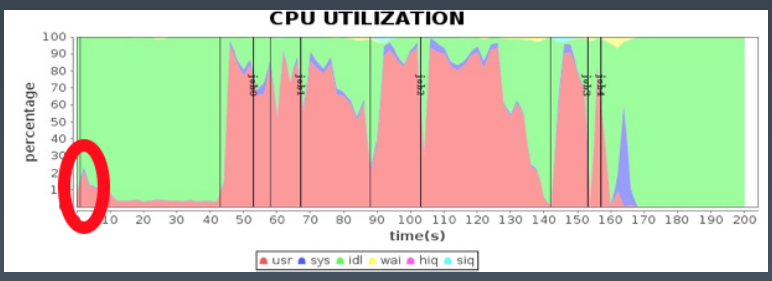 CPU UTILIZATION
percentage
100
90
80
70
60
50
40
30
2
1
job0
job1
job2
job3
job4
10 20 30 40 50 60 70 80 90 100 110 120 130 140 150 160 170 180 190 200
time(s)
usr sys idl wai hiq siq